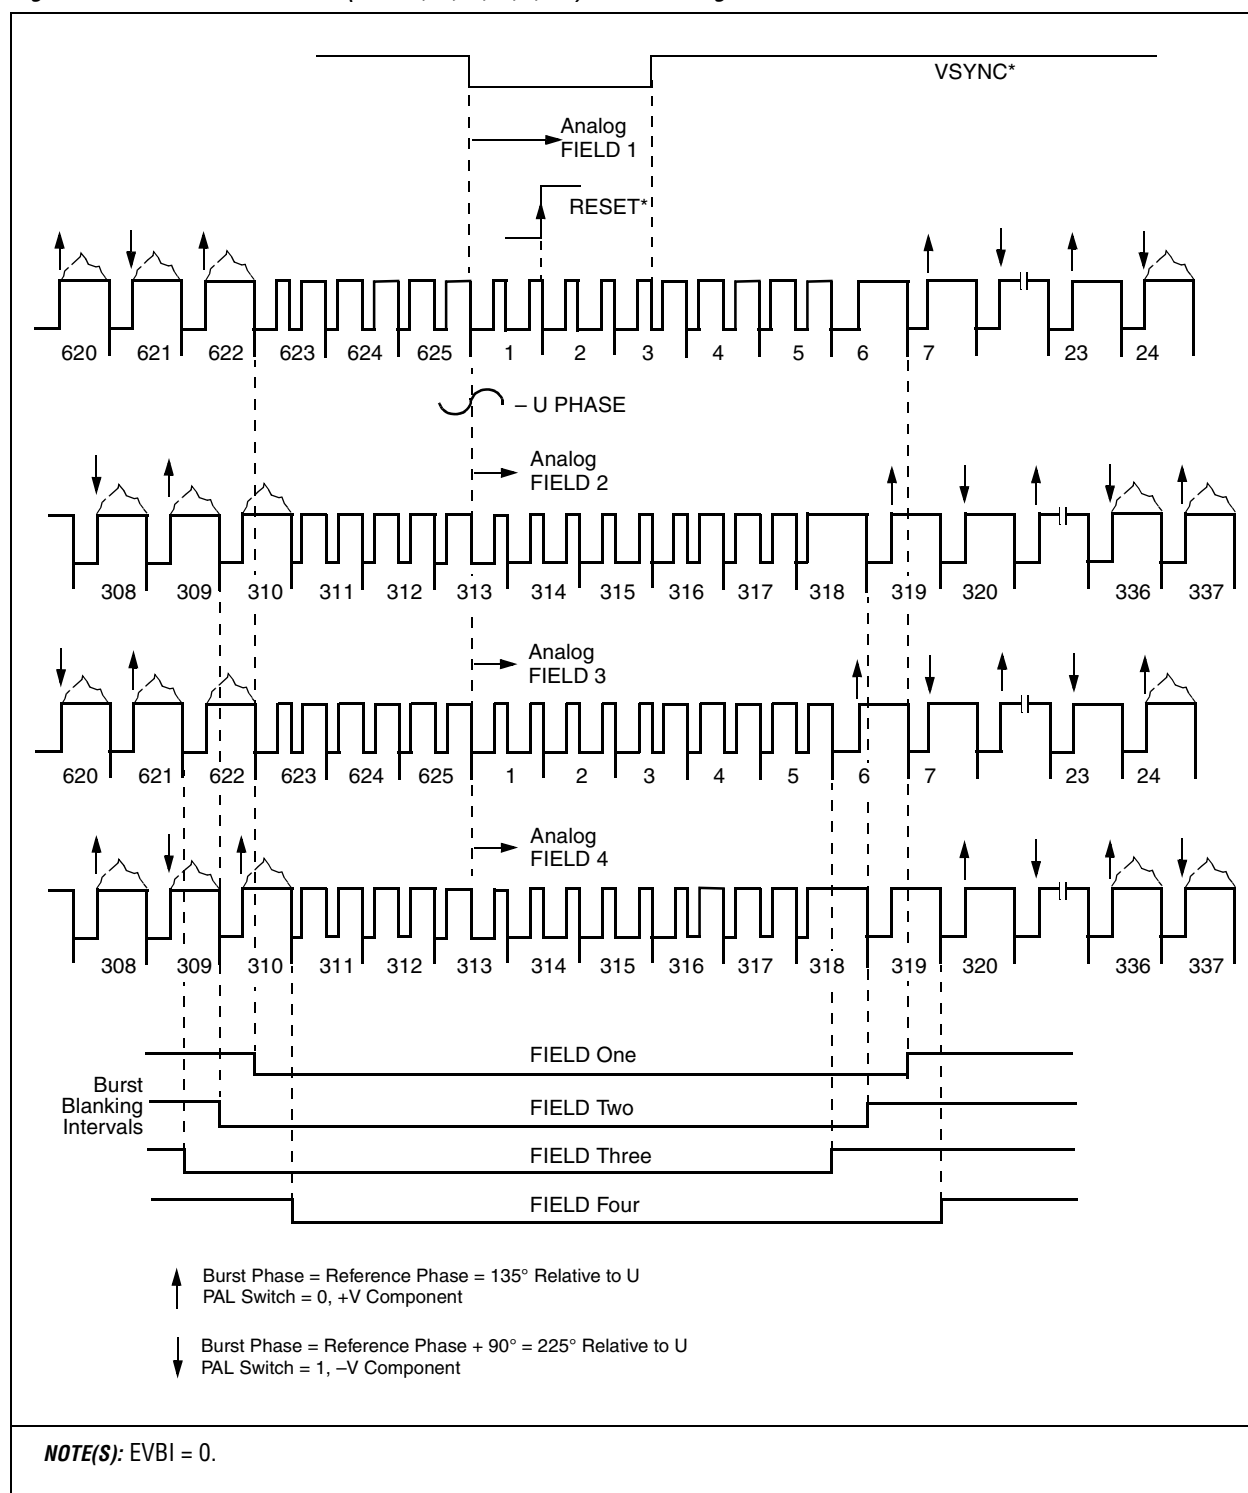 VSYNC*
Analog
FIELD 1
RESET*
620 621 622 623 624 625 1 2 3 4 5 6 7 23 24
– U PHASE
Analog
FIELD 2
308 309 310 311 312 313 314 315 316 317 318 319 320 336 337
Analog
FIELD 3
620 621 622 623 624 625 1 2 3 4 5 6 7 23 24
Analog
FIELD 4
308 309 310 311 312 313 314 315 316 317 318 319 320 336 337
Burst
Blanking
Intervals
FIELD One
FIELD Two
FIELD Three
FIELD Four
Burst Phase = Reference Phase = 135° Relative to U
PAL Switch = 0, +V Component
Burst Phase = Reference Phase + 90° = 225° Relative to U
PAL Switch = 1, –V Component
NOTE(S): EVBI = 0.